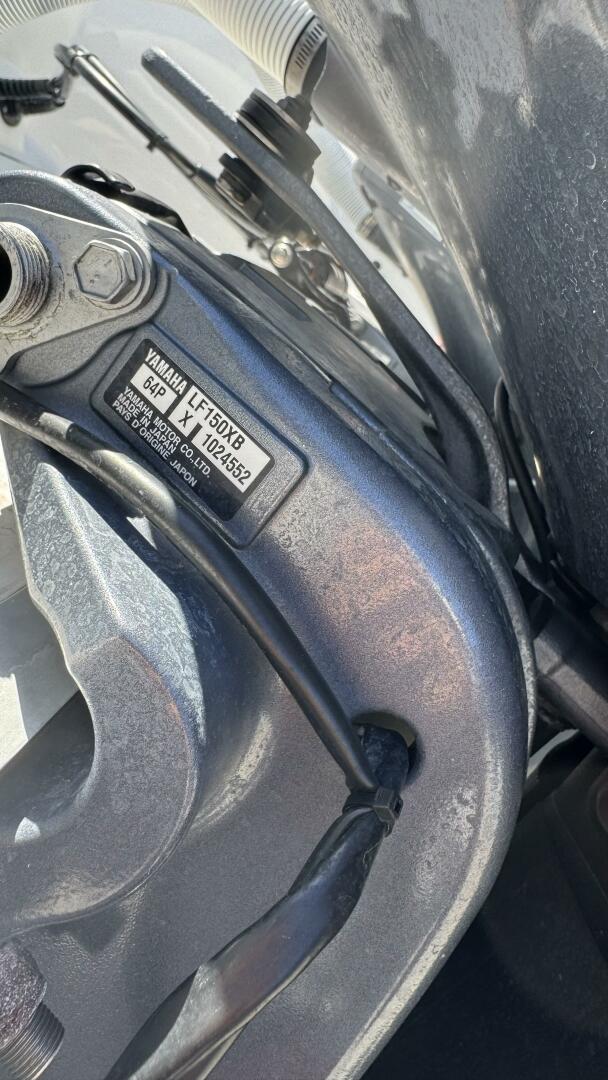 YAMAHA LF150XB
64P X 1024552
YAMAHA MOTOR CO.,LTD.
MADE IN JAPAN
PAYS D'ORIGINE JAPON